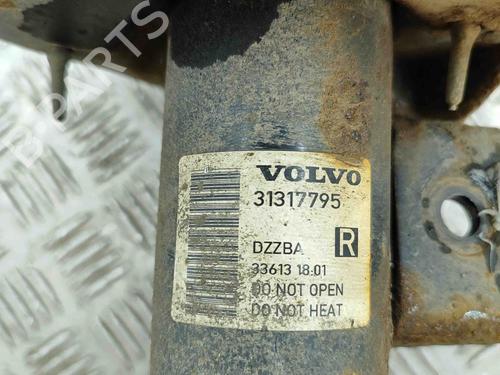 B-PARTS
VOLVO
31317795
DZZBA R
33613 18.01
DO NOT OPEN
DO NOT HEAT